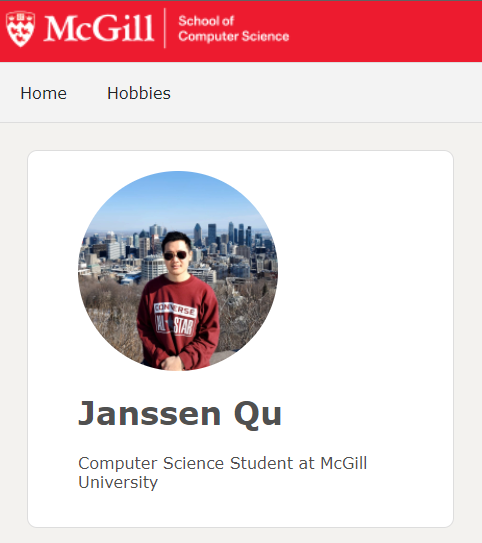 McGill
School of
Computer Science
Home
Hobbies
CONVERSE
ALL STAR
Janssen Qu
Computer Science Student at McGill
University